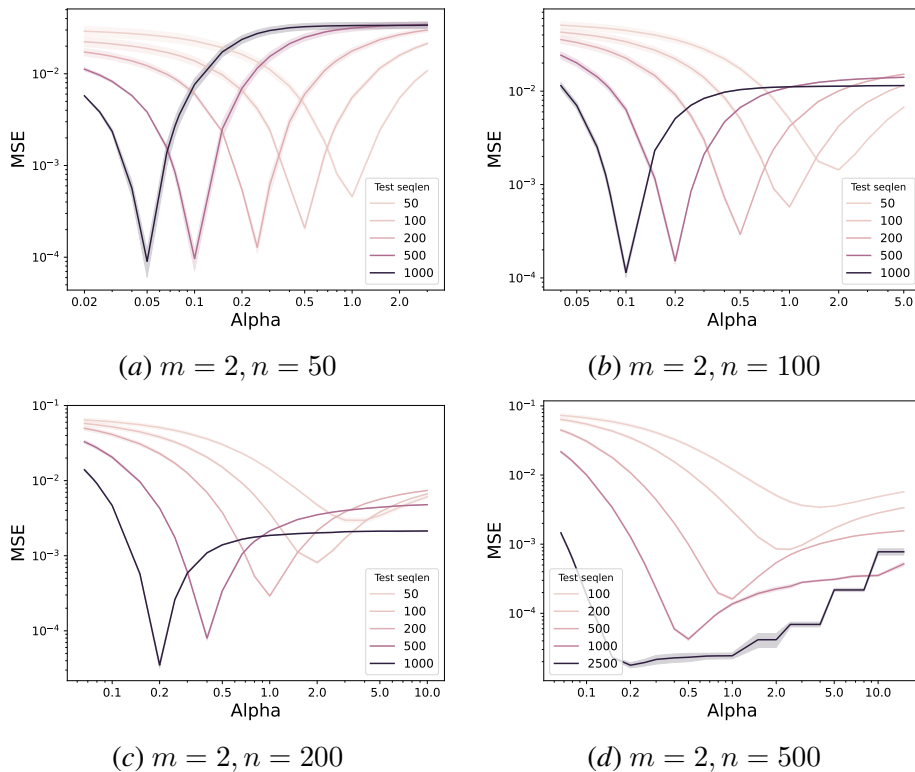 MSE
10⁻²
10⁻³
10⁻⁴
Test seqlen
50
100
200
500
1000
0.02 0.05 0.1 0.2 0.5 1.0 2.0
Alpha
(a) m = 2, n = 50
MSE
10⁻²
10⁻³
10⁻⁴
Test seqlen
50
100
200
500
1000
0.05 0.1 0.2 0.5 1.0 2.0 5.0
Alpha
(b) m = 2, n = 100
MSE
10⁻¹
10⁻²
10⁻³
10⁻⁴
Test seqlen
50
100
200
500
1000
0.1 0.2 0.4 1.0 2.0 5.0 10.0
Alpha
(c) m = 2, n = 200
MSE
10⁻¹
10⁻²
10⁻³
10⁻⁴
Test seqlen
100
200
500
1000
2500
0.1 0.2 0.5 1.0 2.0 5.0 10.0
Alpha
(d) m = 2, n = 500